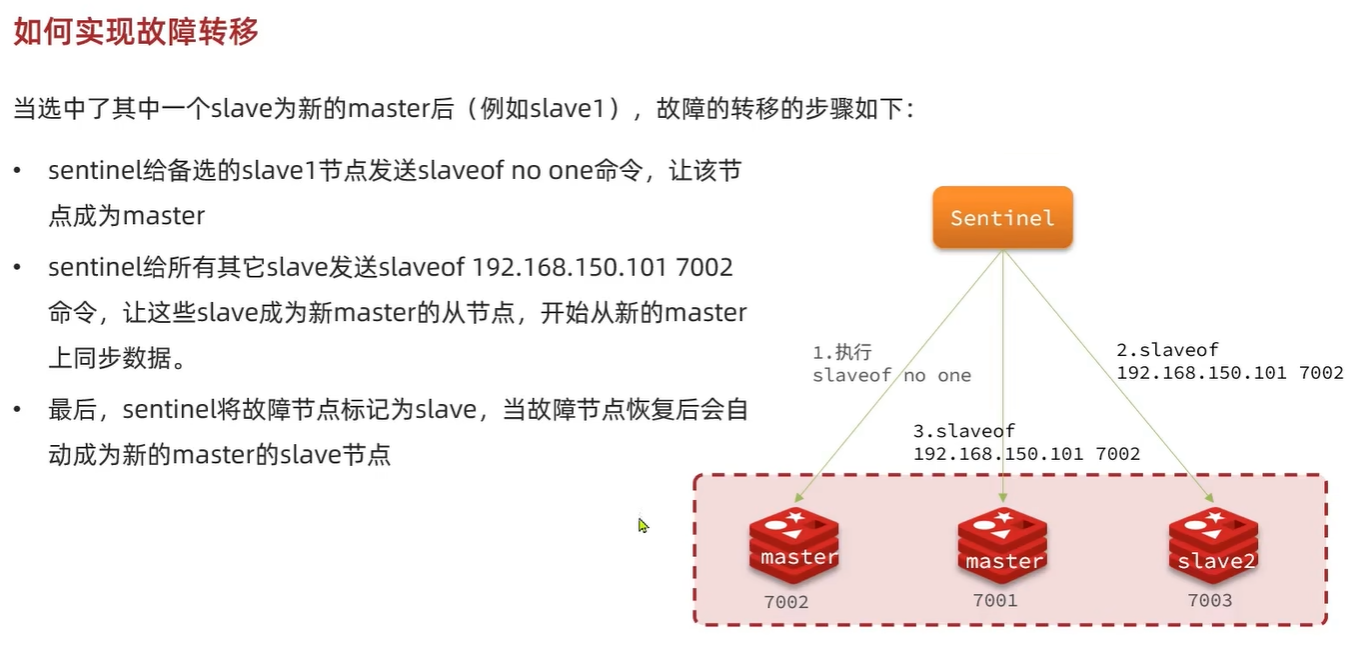 如何实现故障转移
当选中了其中一个slave为新的master后（例如slave1），故障的转移的步骤如下：
• sentinel给备选的slave1节点发送slaveof no one命令，让该节
点成为master
• sentinel给所有其它slave发送slaveof 192.168.150.101 7002
命令，让这些slave成为新master的从节点，开始从新的master
上同步数据。
• 最后，sentinel将故障节点标记为slave，当故障节点恢复后会自
动成为新的master的slave节点
Sentinel
1.执行
slaveof no one
2.slaveof
192.168.150.101 7002
3.slaveof
192.168.150.101 7002
master
master
slave2
7002
7001
7003